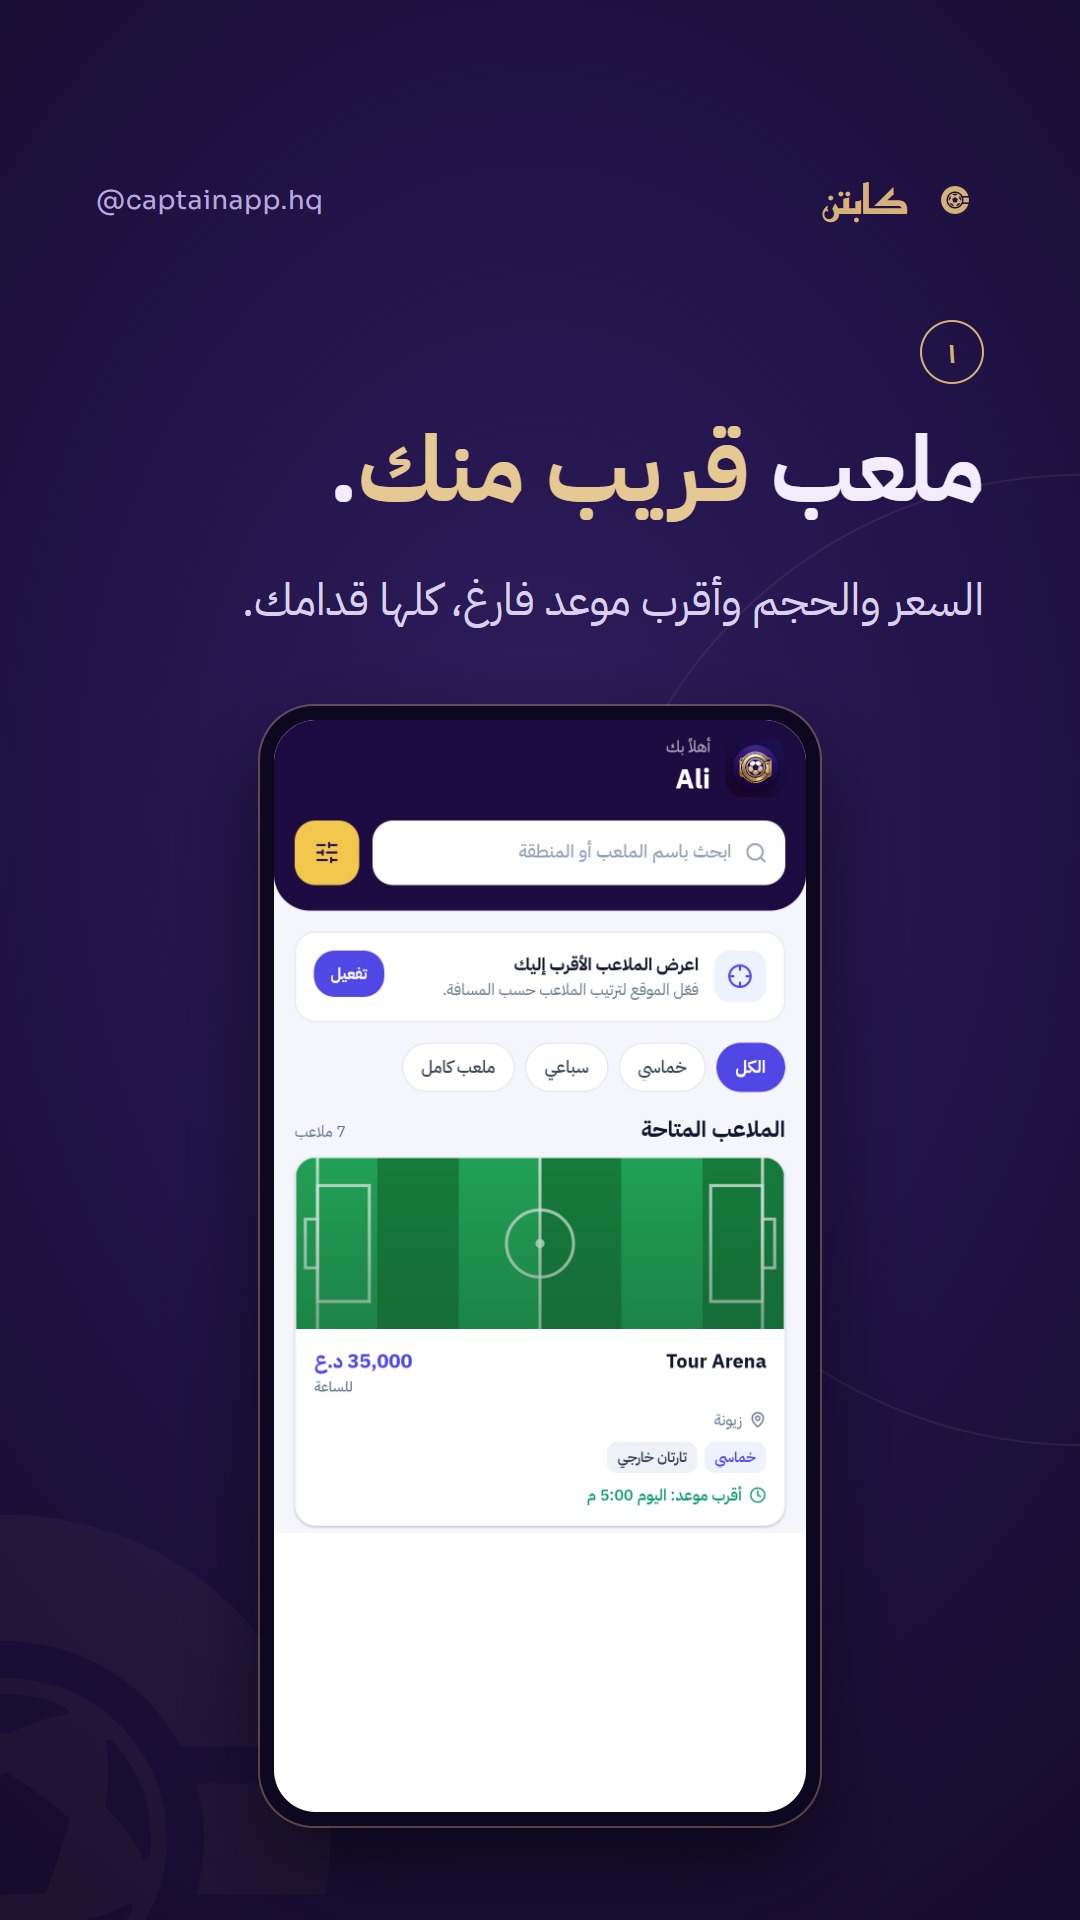 كابتن
@captainapp.hq
١
ملعب قريب منك.
السعر والحجم وأقرب موعد فارغ، كلها قدامك.
أهلاً بك
Ali
ابحث باسم الملعب أو المنطقة
اعرض الملاعب الأقرب إليك
فعّل الموقع لترتيب الملاعب حسب المسافة.
تفعيل
الكل خماسي سباعي ملعب كامل
الملاعب المتاحة 7 ملاعب
Tour Arena 35,000 د.ع
للساعة
زيونة
خماسي تارتان خارجي
أقرب موعد: اليوم 5:00 م